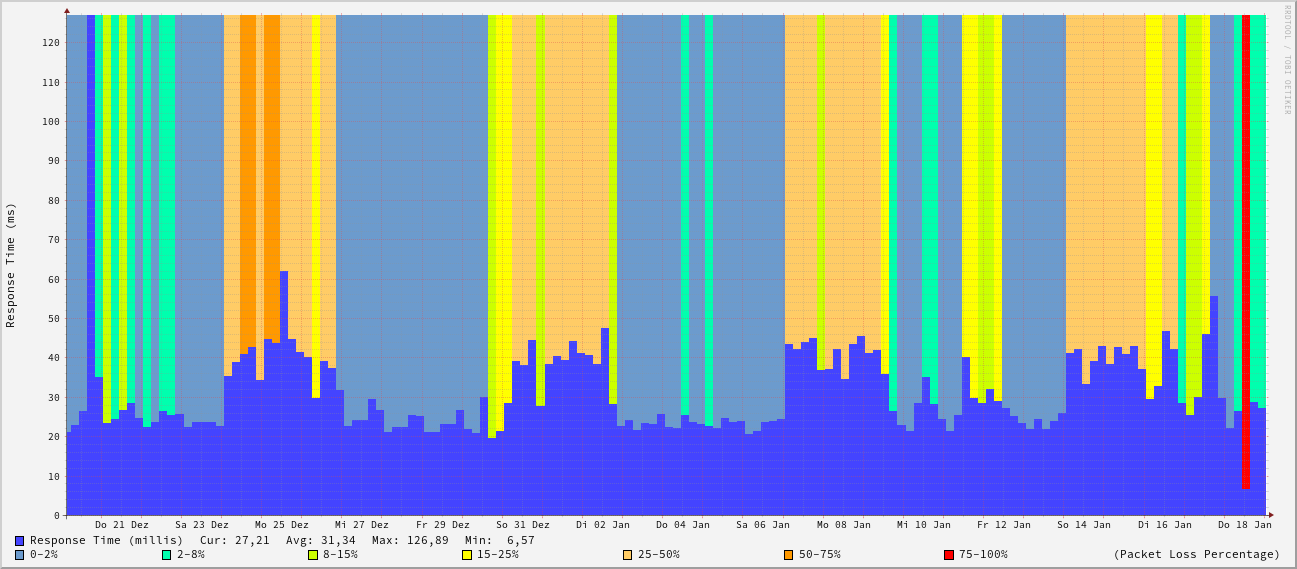 RRDTOOL / TOBI OETIKER
Response Time (ms)
120
110
100
90
80
70
60
50
40
30
20
10
0
Do 21 Dez Sa 23 Dez Mo 25 Dez Mi 27 Dez Fr 29 Dez So 31 Dez Di 02 Jan Do 04 Jan Sa 06 Jan Mo 08 Jan Mi 10 Jan Fr 12 Jan So 14 Jan Di 16 Jan Do 18 Jan
Response Time (millis) Cur: 27,21 Avg: 31,34 Max: 126,89 Min: 6,57
0-2% 2-8% 8-15% 15-25% 25-50% 50-75% 75-100% (Packet Loss Percentage)